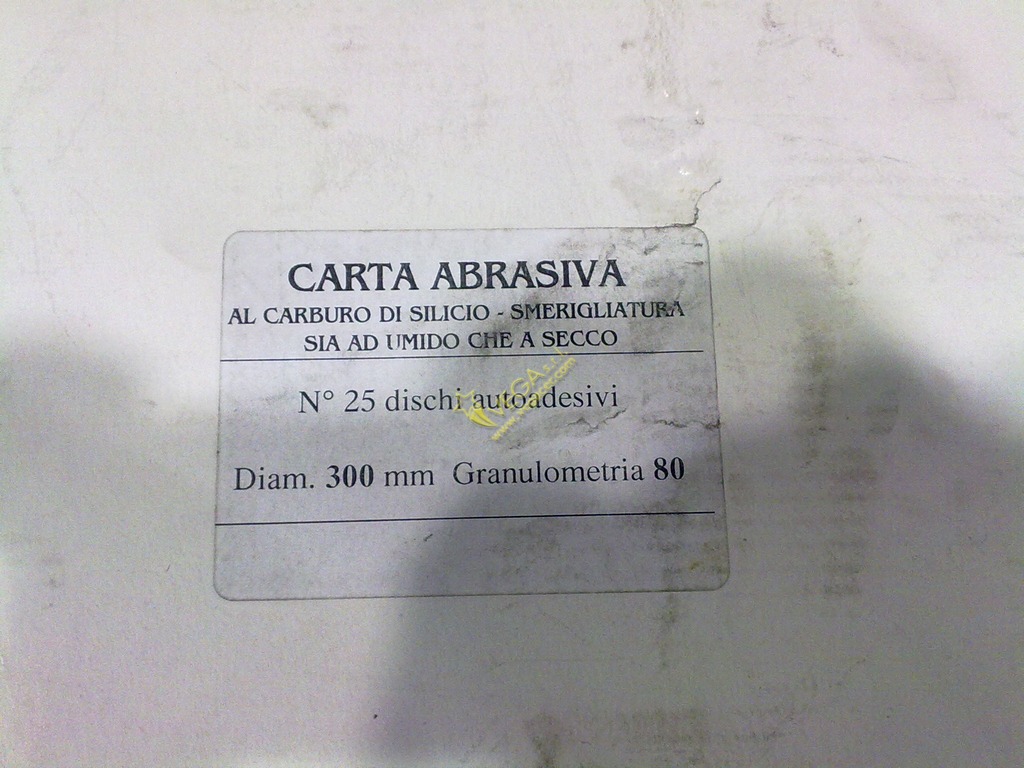 CARTA ABRASIVA
AL CARBURO DI SILICIO - SMERIGLIATURA
SIA AD UMIDO CHE A SECCO
N° 25 dischi autoadesivi
Diam. 300 mm Granulometria 80